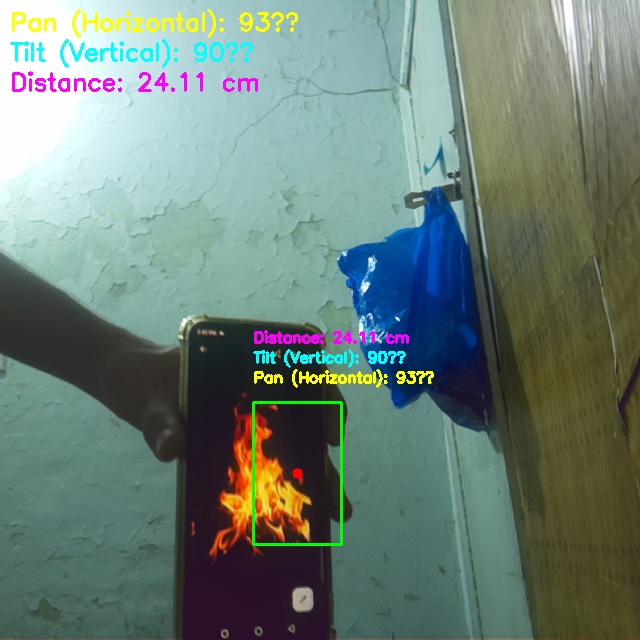 Pan (Horizontal): 93??
Tilt (Vertical): 90??
Distance: 24.11 cm
Distance: 24.11 cm
Tilt (Vertical): 90??
Pan (Horizontal): 93??